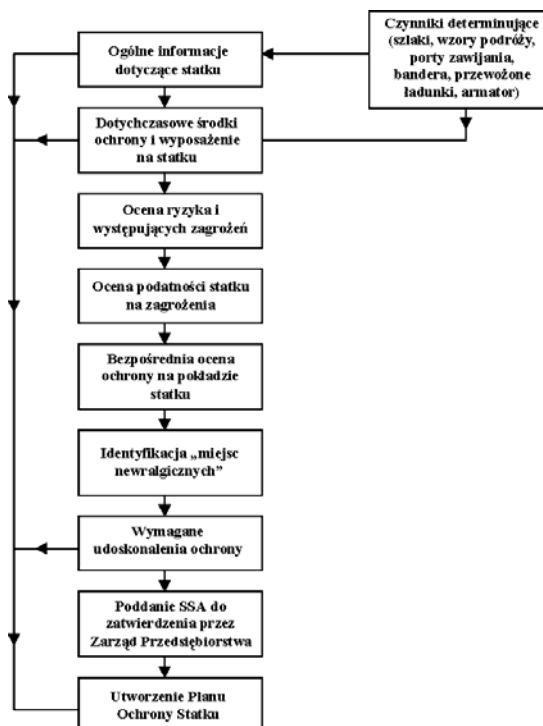 Ogólne informacje
dotyczące statku
Czynniki determinujące
(szlaki, wzory podróży,
porty zawijania,
bandera, przewożone
ładunki, armator)
Dotychczasowe środki
ochrony i wyposażenie
na statku
Ocena ryzyka i
występujących zagrożeń
Ocena podatności statku
na zagrożenia
Bezpośrednia ocena
ochrony na pokładzie
statku
Identyfikacja „miejsc
newralgicznych”
Wymagane
udoskonalenia ochrony
Poddanie SSA do
zatwierdzenia przez
Zarząd Przedsiębiorstwa
Utworzenie Planu
Ochrony Statku